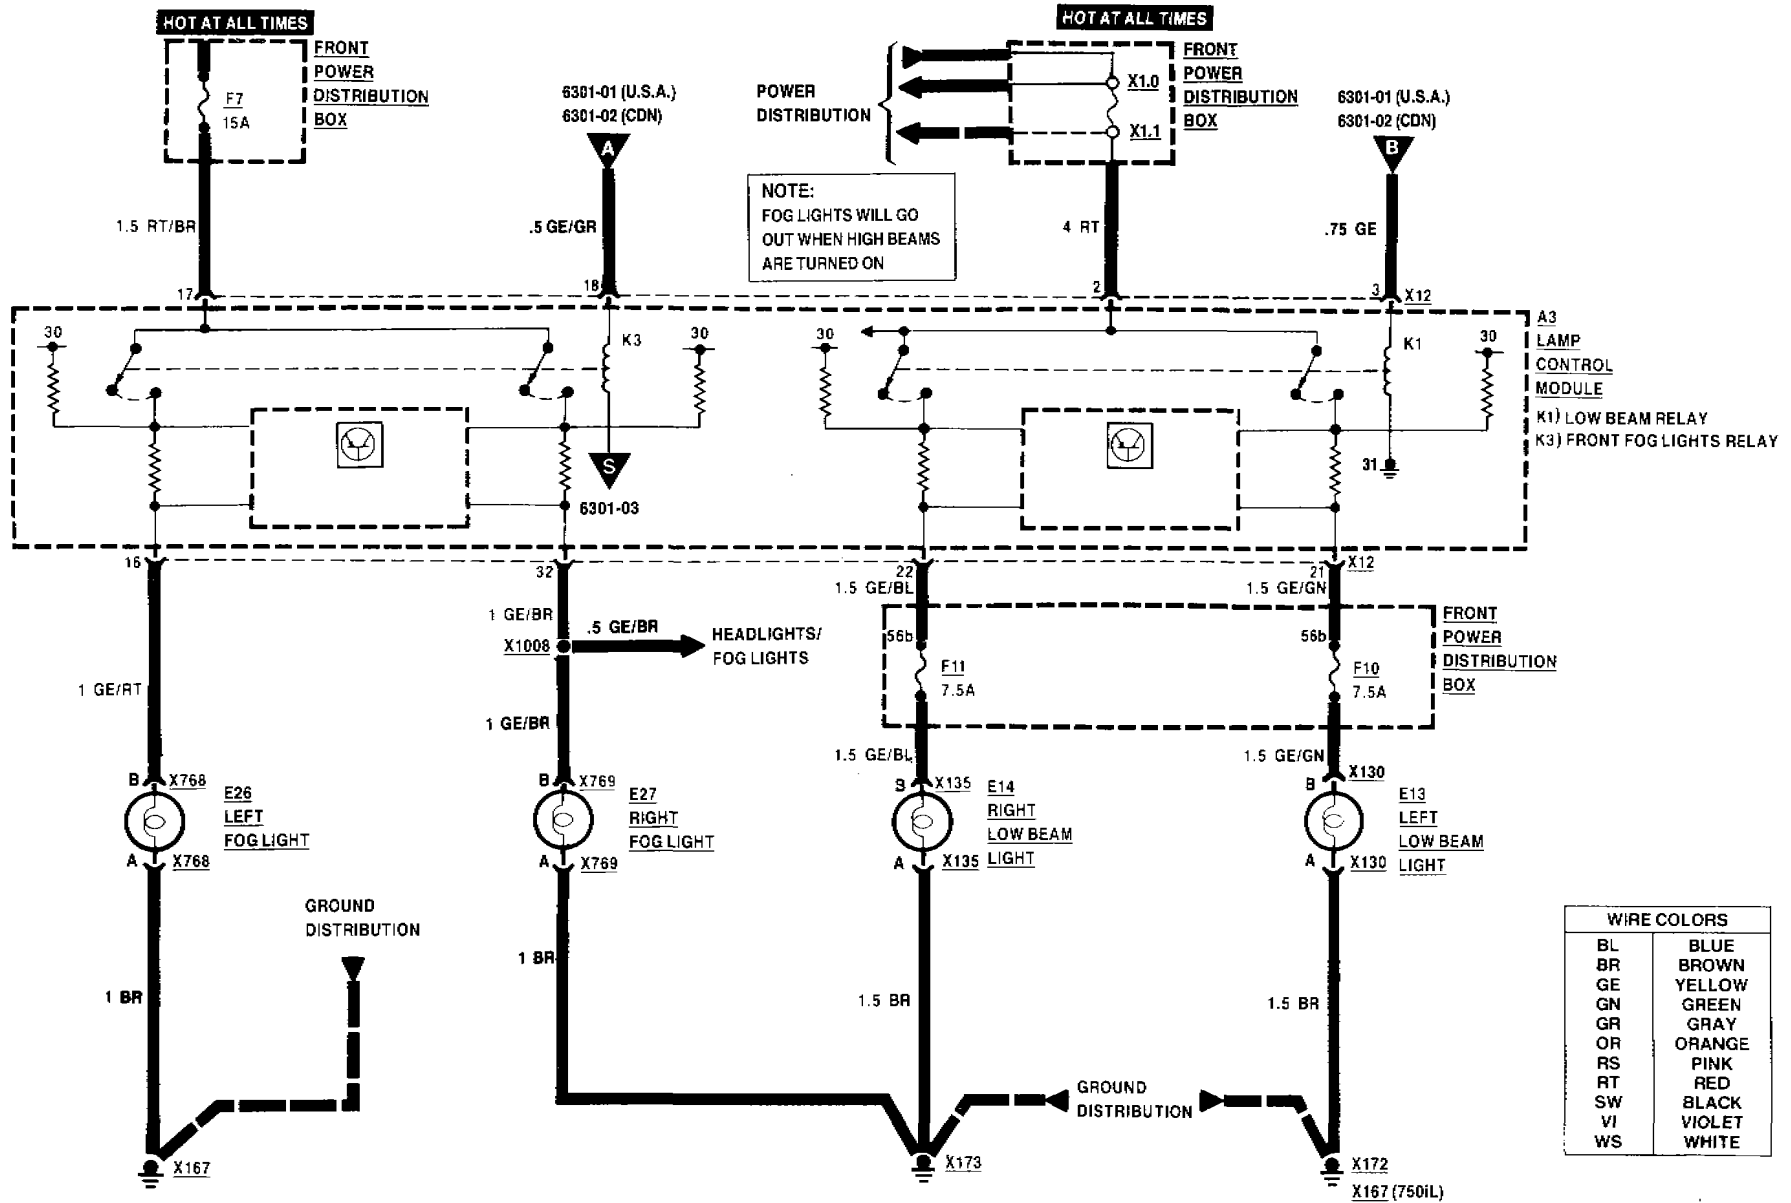 HOT AT ALL TIMES
FRONT
POWER
DISTRIBUTION
BOX
F7
15A
6301-01 (U.S.A.)
6301-02 (CDN)
A
1.5 RT/BR
.5 GE/GR
POWER
DISTRIBUTION
HOT AT ALL TIMES
X1.0
X1.1
FRONT
POWER
DISTRIBUTION
BOX
6301-01 (U.S.A.)
6301-02 (CDN)
B
NOTE:
FOG LIGHTS WILL GO
OUT WHEN HIGH BEAMS
ARE TURNED ON
4 RT
.75 GE
17
18
2
3
X12
30
K3
30
30
K1
30
S
6301-03
31
A3
LAMP
CONTROL
MODULE
K1) LOW BEAM RELAY
K3) FRONT FOG LIGHTS RELAY
16
32
22
21
X12
1 GE/BR
.5 GE/BR
X1008
HEADLIGHTS/
FOG LIGHTS
1 GE/RT
1 GE/BR
1.5 GE/BL
1.5 GE/GN
56b
F11
7.5A
56b
F10
7.5A
FRONT
POWER
DISTRIBUTION
BOX
1.5 GE/BL
1.5 GE/GN
B
X768
E26
LEFT
FOG LIGHT
A
X768
B
X769
E27
RIGHT
FOG LIGHT
A
X769
B
X135
E14
RIGHT
LOW BEAM
LIGHT
A
X135
B
X130
E13
LEFT
LOW BEAM
LIGHT
A
X130
GROUND
DISTRIBUTION
1 BR
1 BR
1.5 BR
1.5 BR
GROUND
DISTRIBUTION
X167
X173
X172
X167 (750iL)
WIRE COLORS
BL BLUE
BR BROWN
GE YELLOW
GN GREEN
GR GRAY
OR ORANGE
RS PINK
RT RED
SW BLACK
VI VIOLET
WS WHITE